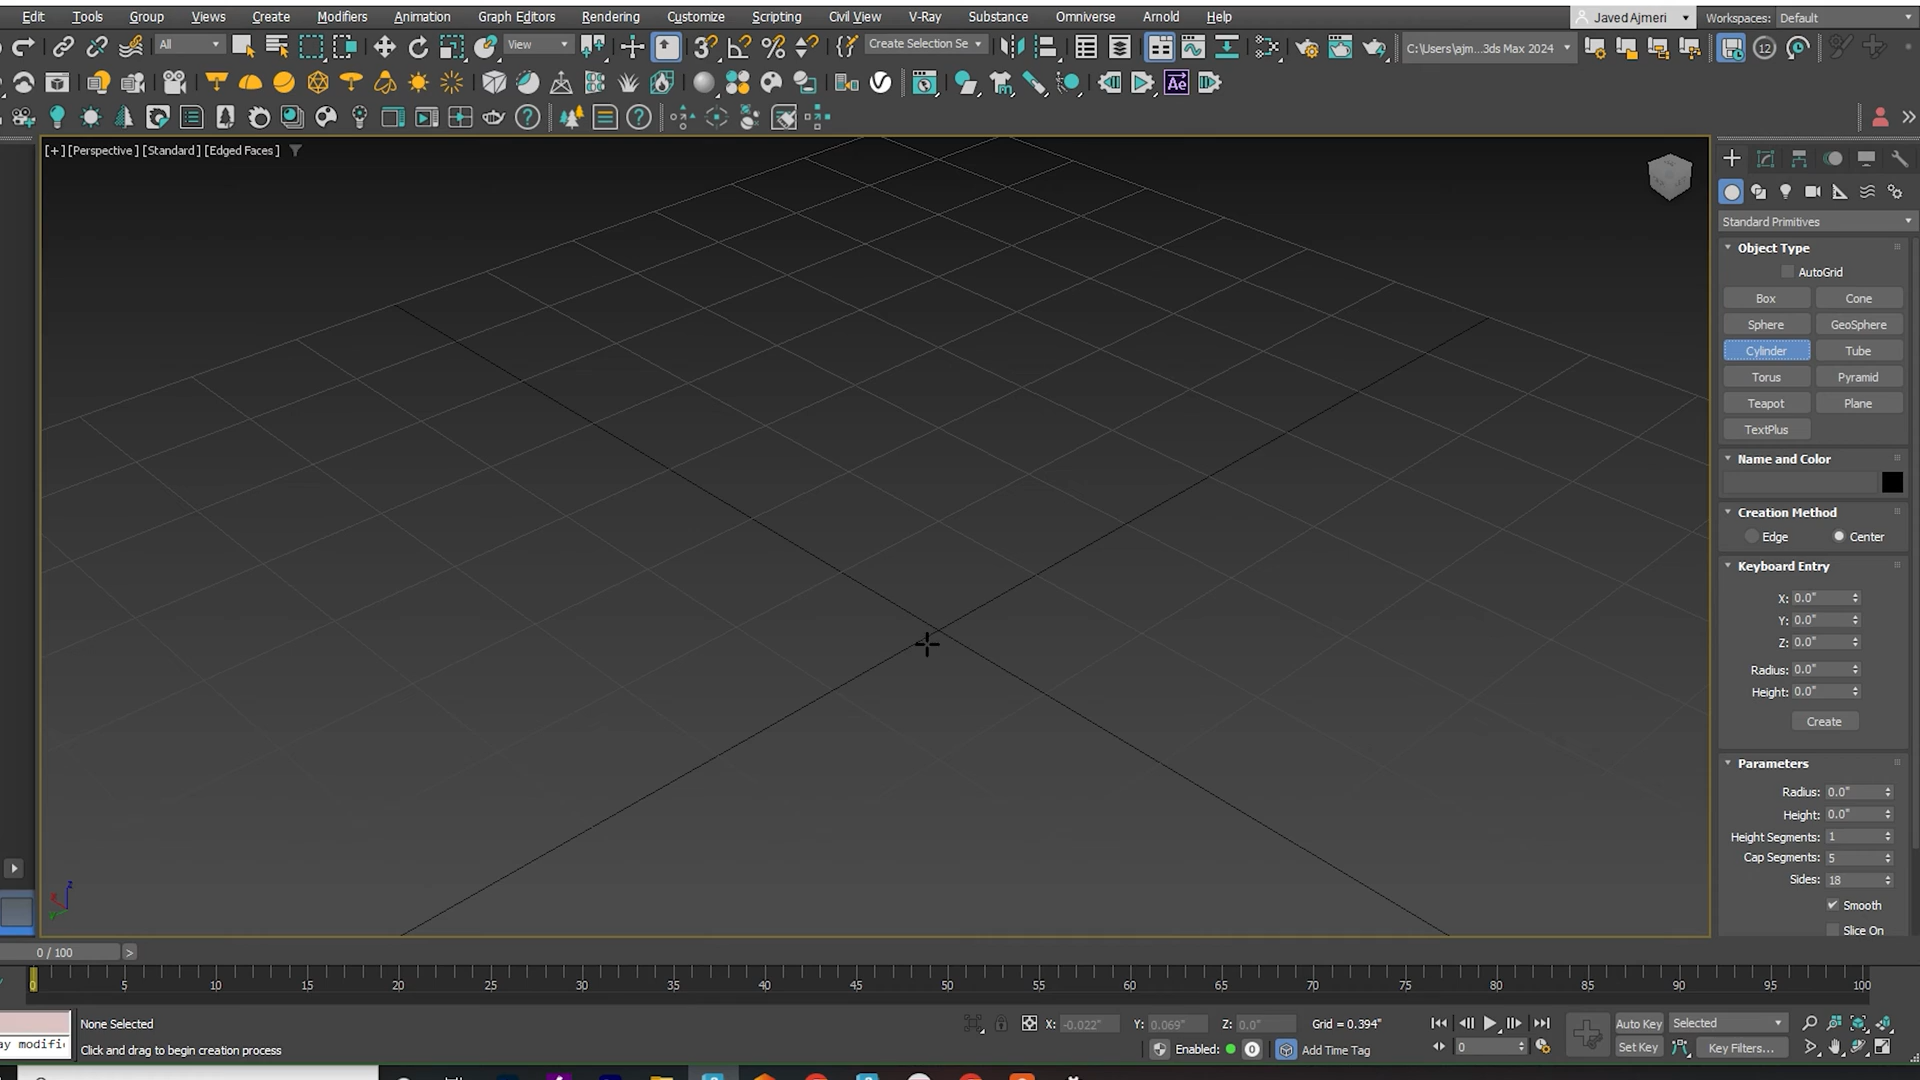 Edit Tools Group Views Create Modifiers Animation Graph Editors Rendering Customize Scripting Civil View V-Ray Substance Omniverse Arnold Help Javed Ajmeri Workspaces: Default
All View 3 Create Selection Se C:\Users\ajm...3ds Max 2024 12
Ae
[+] [Perspective] [Standard] [Edged Faces]
Standard Primitives
Object Type
AutoGrid
Box Cone
Sphere GeoSphere
Cylinder Tube
Torus Pyramid
Teapot Plane
TextPlus
Name and Color
Creation Method
Edge Center
Keyboard Entry
X: 0.0"
Y: 0.0"
Z: 0.0"
Radius: 0.0"
Height: 0.0"
Create
Parameters
Radius: 0.0"
Height: 0.0"
Height Segments: 1
Cap Segments: 5
Sides: 18
Smooth
Slice On
z
x
y
0 / 100 >
0 5 10 15 20 25 30 35 40 45 50 55 60 65 70 75 80 85 90 95 100
None Selected X: -0.022" Y: 0.069" Z: 0.0" Grid = 0.394" Auto Key Selected
ay modifi Click and drag to begin creation process Enabled: 0 Add Time Tag 0 Set Key Key Filters...